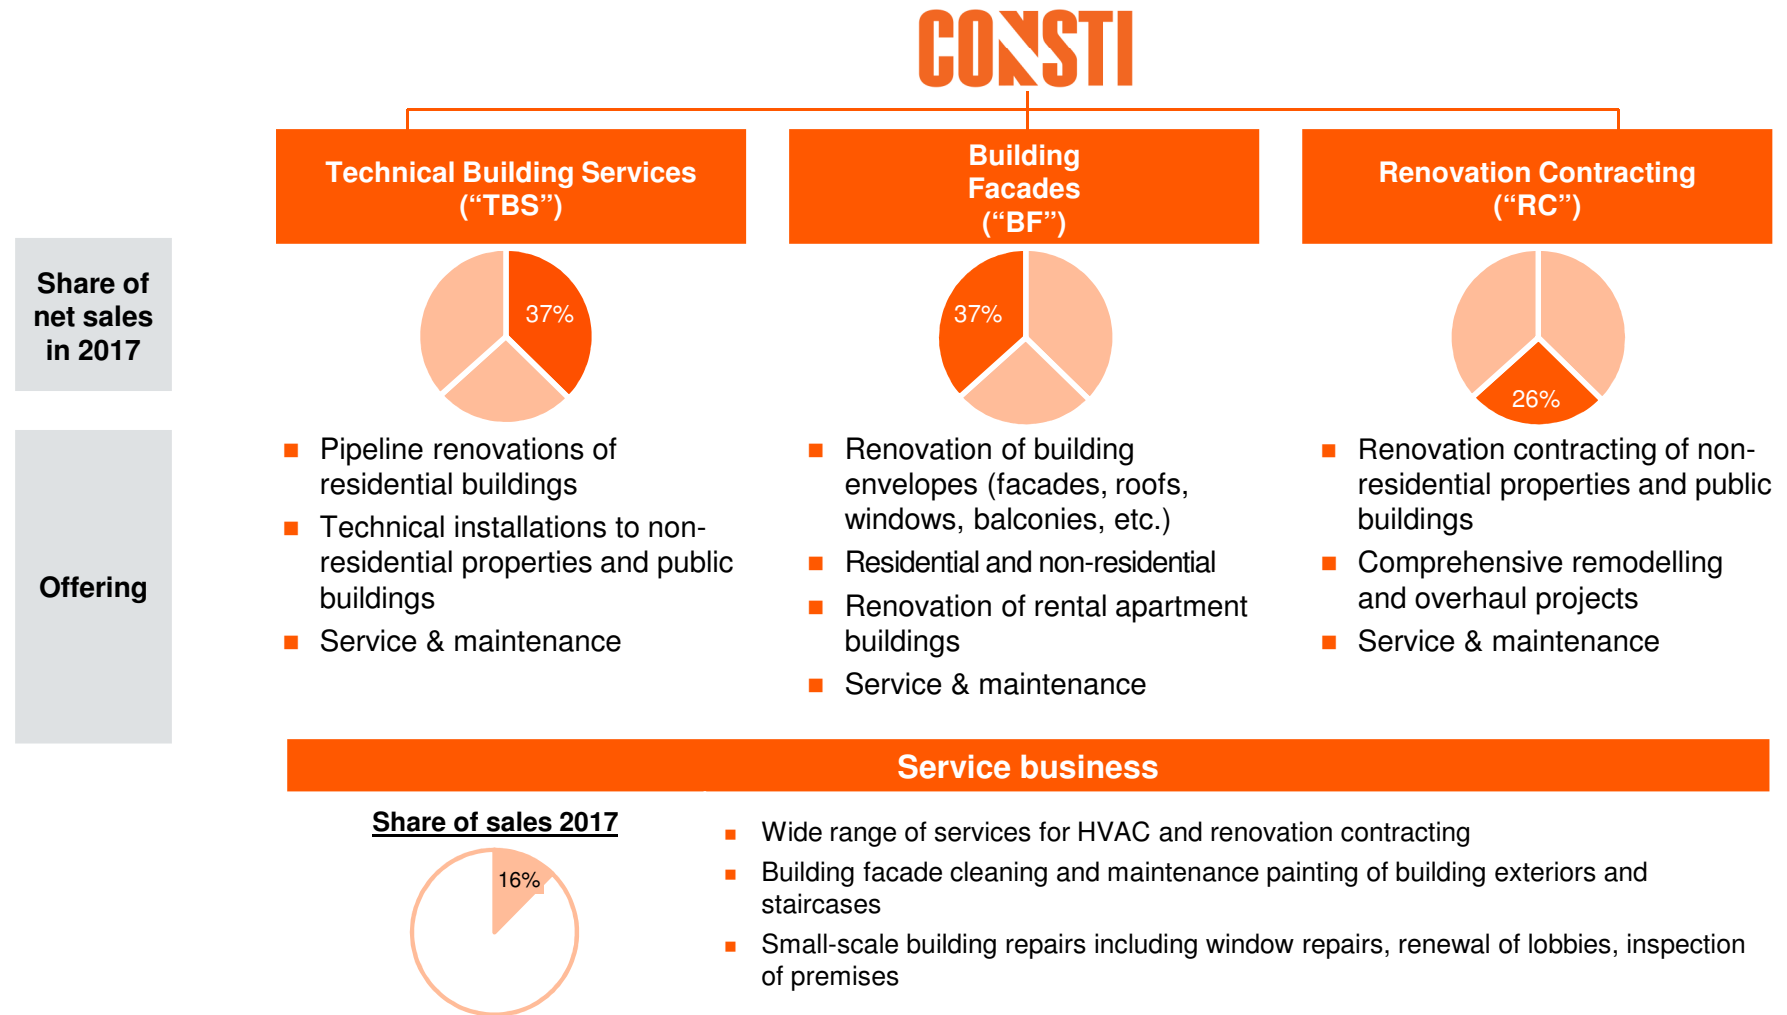 CONSTI
Technical Building Services
(“TBS”)
Building
Facades
(“BF”)
Renovation Contracting
(“RC”)
Share of
net sales
in 2017
37%
37%
26%
Offering
Pipeline renovations of
residential buildings
Technical installations to non-
residential properties and public
buildings
Service & maintenance
Renovation of building
envelopes (facades, roofs,
windows, balconies, etc.)
Residential and non-residential
Renovation of rental apartment
buildings
Service & maintenance
Renovation contracting of non-
residential properties and public
buildings
Comprehensive remodelling
and overhaul projects
Service & maintenance
Service business
Share of sales 2017
16%
Wide range of services for HVAC and renovation contracting
Building facade cleaning and maintenance painting of building exteriors and
staircases
Small-scale building repairs including window repairs, renewal of lobbies, inspection
of premises